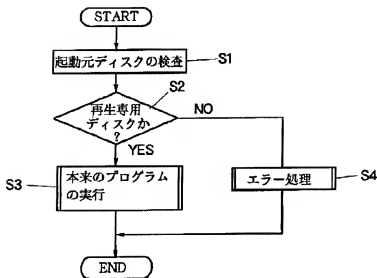 START
起動元ディスクの検査
S1
S2
再生専用
ディスクか
?
NO
YES
S3
本来のプログラム
の実行
エラー処理
S4
END